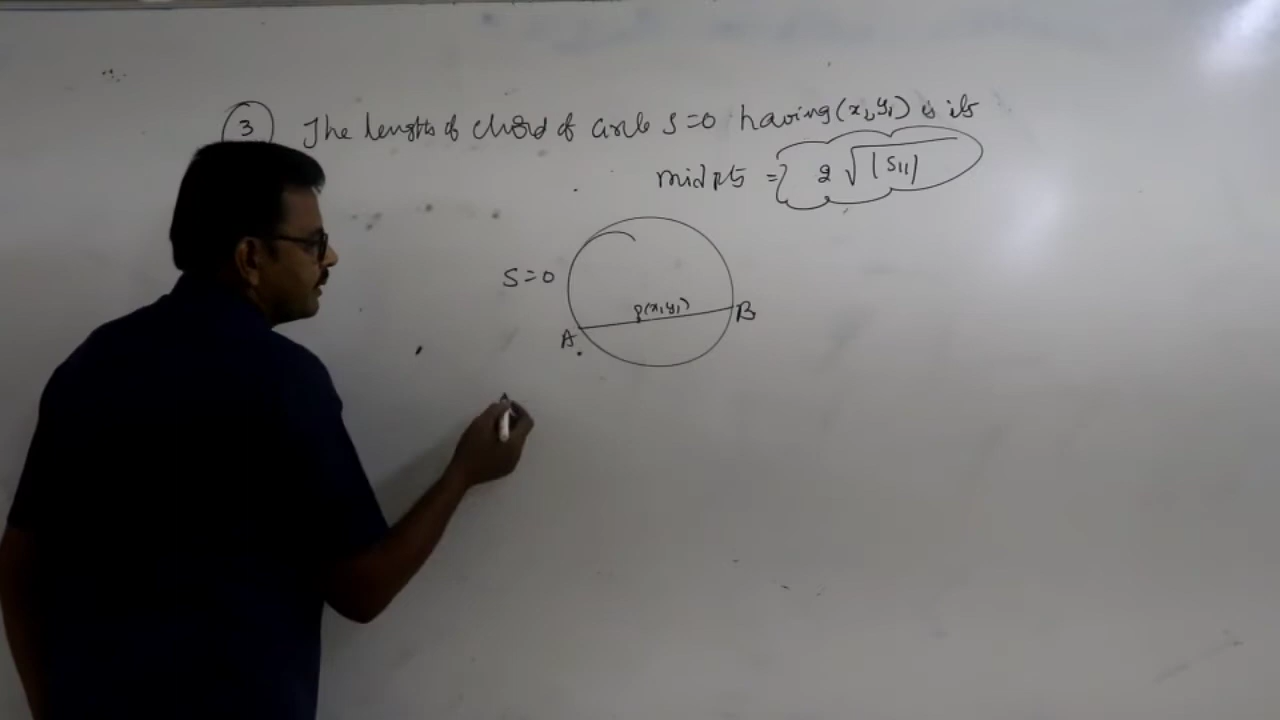 3 The length of chord of circle S=0 having (x1,y1) is its
mid pt = 2√|S11|
S=0
P(x1,y1)
A
B